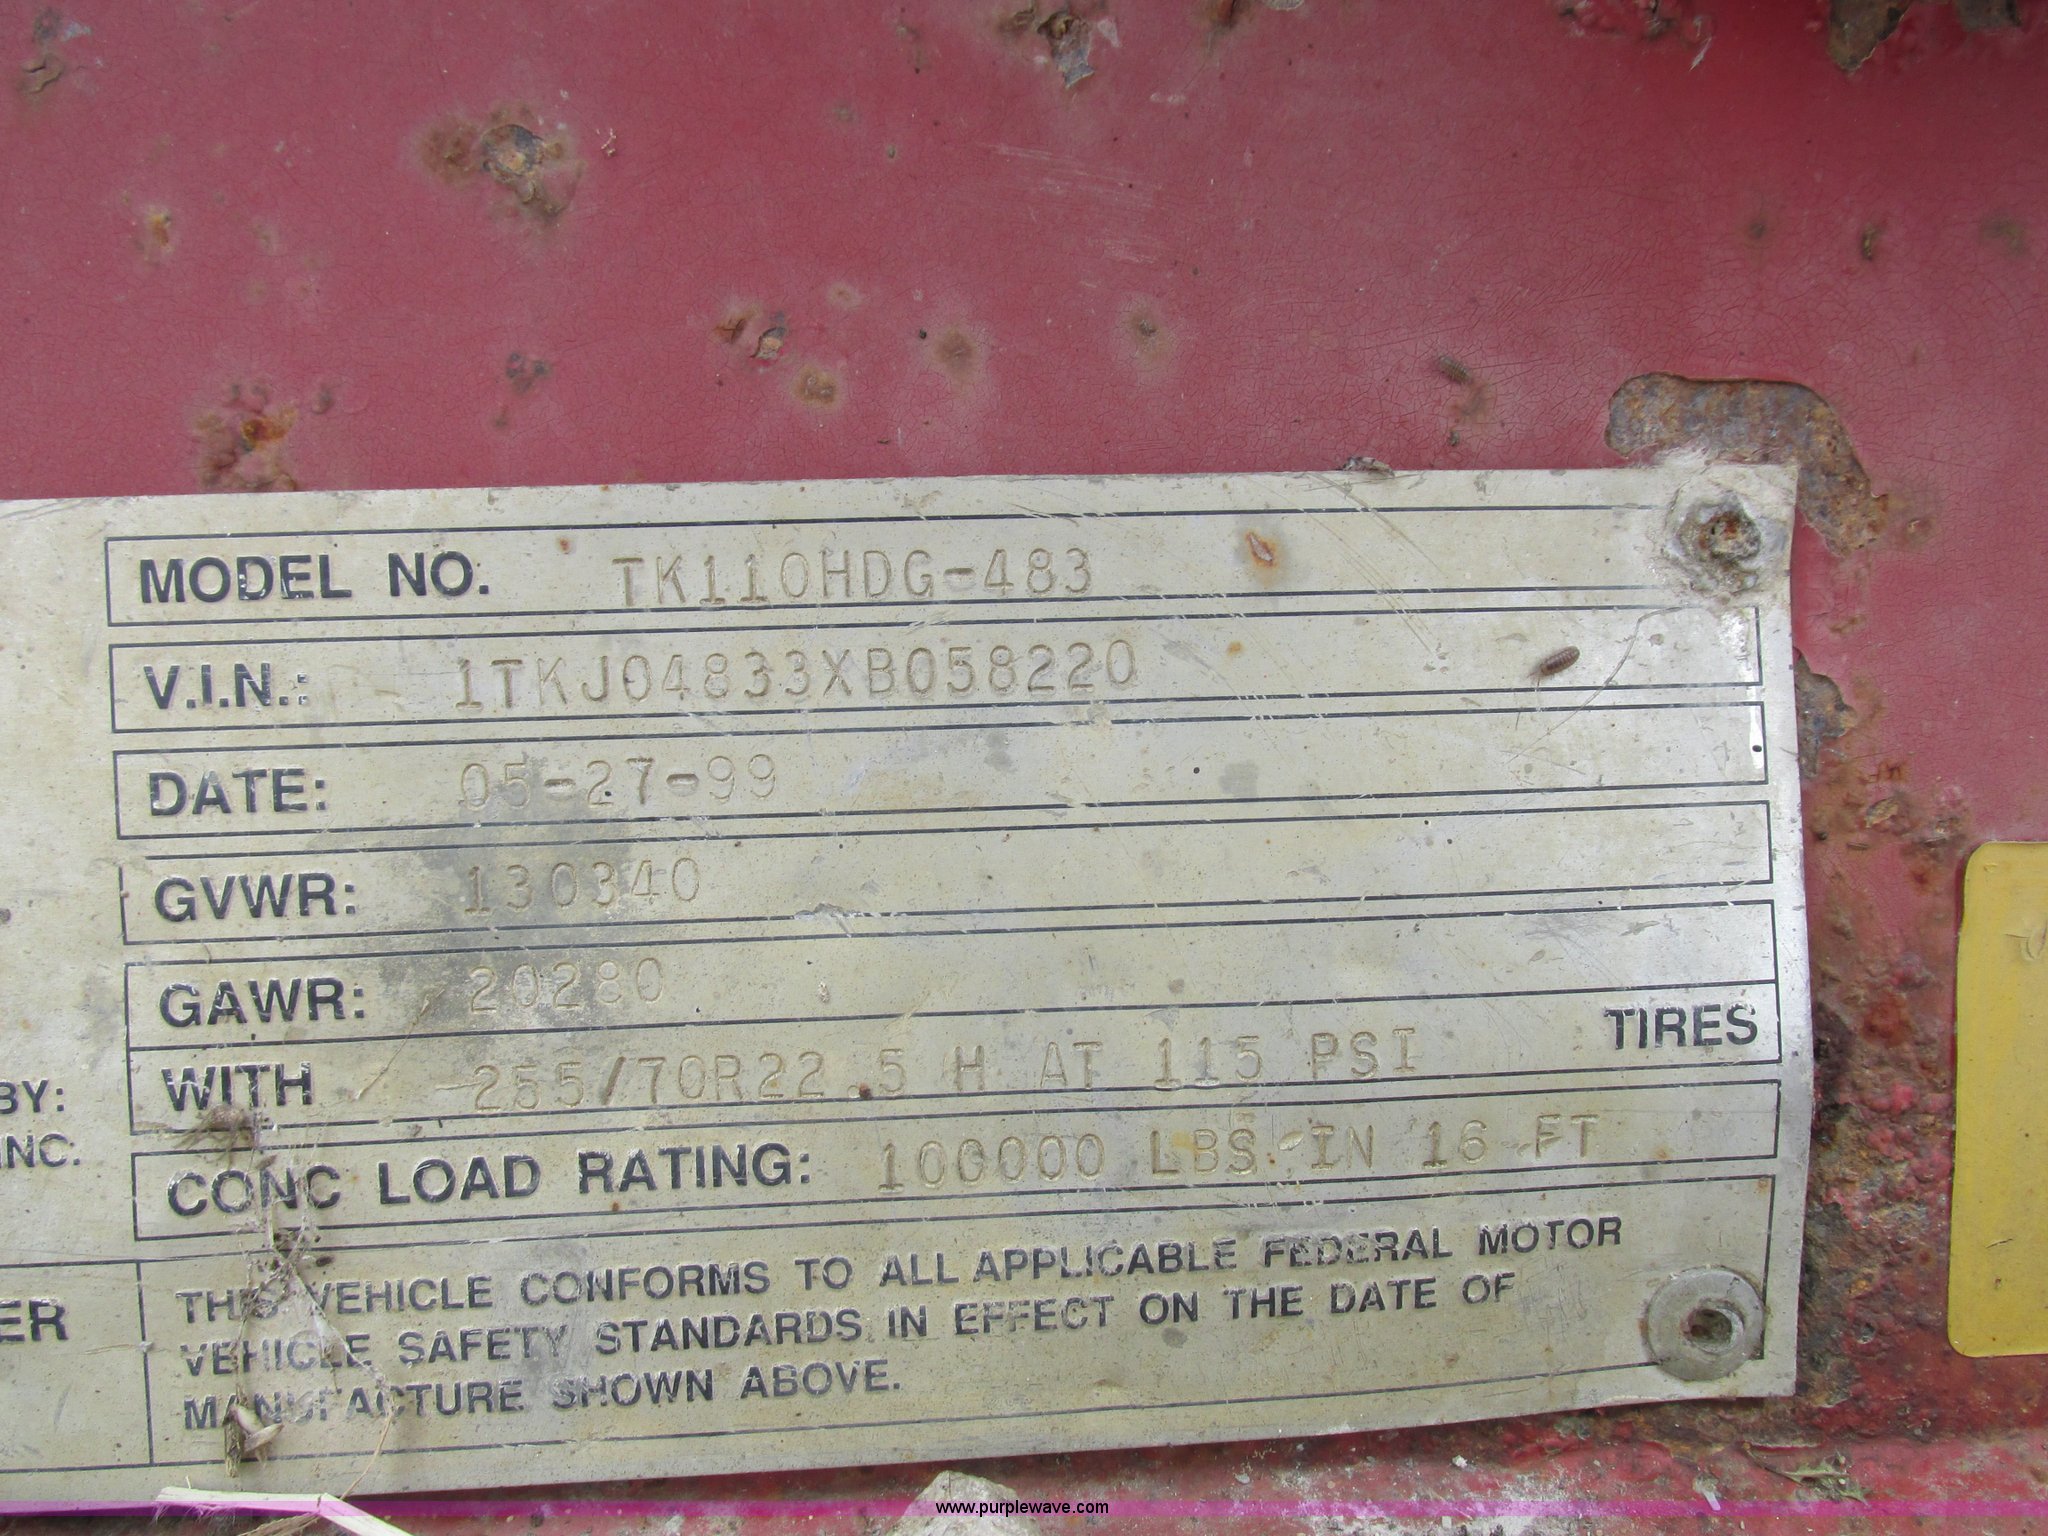 MODEL NO. TK110HDG-483
V.I.N.: 1TKJ04833XB058220
DATE: 05-27-99
GVWR: 130340
GAWR: 20280
TIRES
WITH 255/70R22.5 H AT 115 PSI
BY:
INC.
CONC LOAD RATING: 100000 LBS IN 16 FT
THIS VEHICLE CONFORMS TO ALL APPLICABLE FEDERAL MOTOR
VEHICLE SAFETY STANDARDS IN EFFECT ON THE DATE OF
MANUFACTURE SHOWN ABOVE.
ER
www.purplewave.com